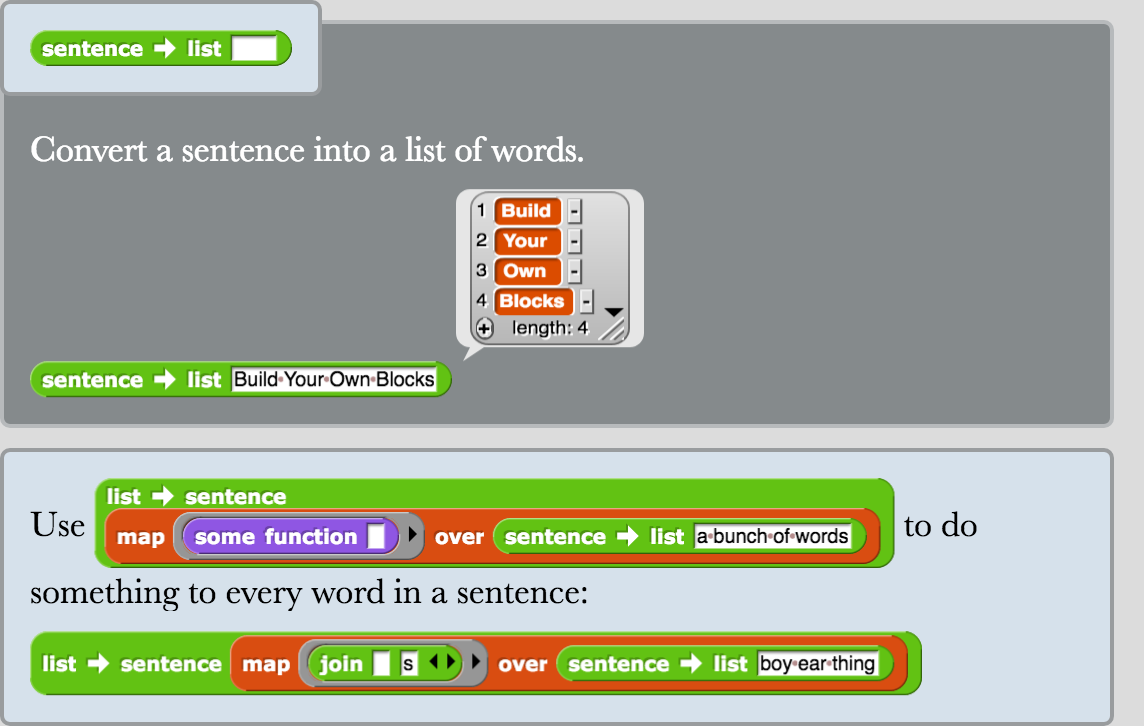 sentence ➔ list
Convert a sentence into a list of words.
1 Build -
2 Your -
3 Own -
4 Blocks -
+ length: 4
sentence ➔ list Build·Your·Own·Blocks
list ➔ sentence
Use map some function over sentence ➔ list a·bunch·of·words to do
something to every word in a sentence:
list ➔ sentence map join s over sentence ➔ list boy·ear·thing